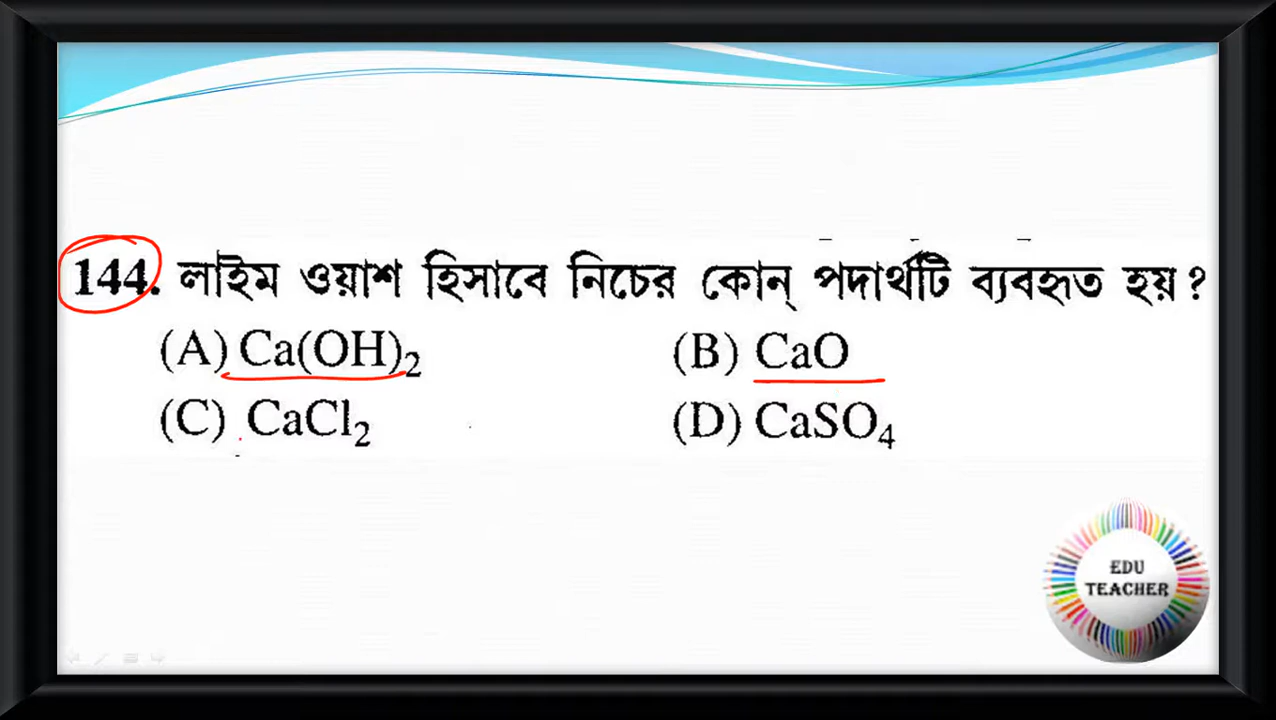 144. লাইম ওয়াশ হিসাবে নিচের কোন্ পদার্থটি ব্যবহৃত হয় ?
(A) Ca(OH)₂ (B) CaO
(C) CaCl₂ (D) CaSO₄
EDU
TEACHER